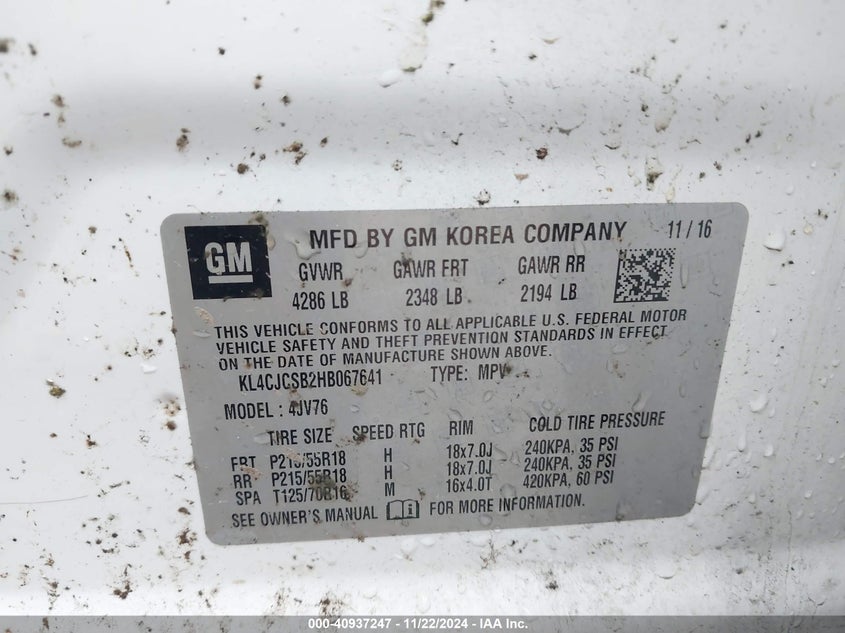 GM MFD BY GM KOREA COMPANY 11 / 16
GVWR GAWR FRT GAWR RR
4286 LB 2348 LB 2194 LB
THIS VEHICLE CONFORMS TO ALL APPLICABLE U.S. FEDERAL MOTOR
VEHICLE SAFETY AND THEFT PREVENTION STANDARDS IN EFFECT
ON THE DATE OF MANUFACTURE SHOWN ABOVE.
KL4CJCSB2HB067641 TYPE: MPV
MODEL : 4JV76
TIRE SIZE SPEED RTG RIM COLD TIRE PRESSURE
FRT P215/55R18 H 18x7.0J 240KPA, 35 PSI
RR P215/55R18 H 18x7.0J 240KPA, 35 PSI
SPA T125/70R16 M 16x4.0T 420KPA, 60 PSI
SEE OWNER'S MANUAL FOR MORE INFORMATION.
000-40937247 - 11/22/2024 - IAA Inc.